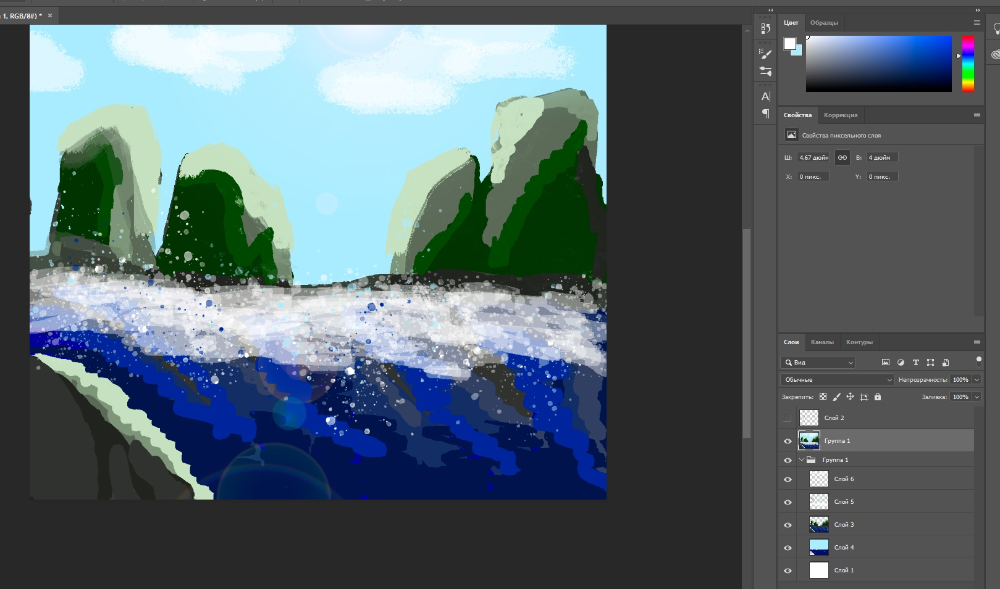 1, RGB/8#) *
Цвет Образцы
Свойства Коррекция
Свойства пиксельного слоя
Ш: 4,67 дюйм В: 4 дюйм
X: 0 пикс. Y: 0 пикс.
Слои Каналы Контуры
Вид
Обычные Непрозрачность: 100%
Закрепить: Заливка: 100%
Слой 2
Группа 1
Группа 1
Слой 6
Слой 5
Слой 3
Слой 4
Слой 1